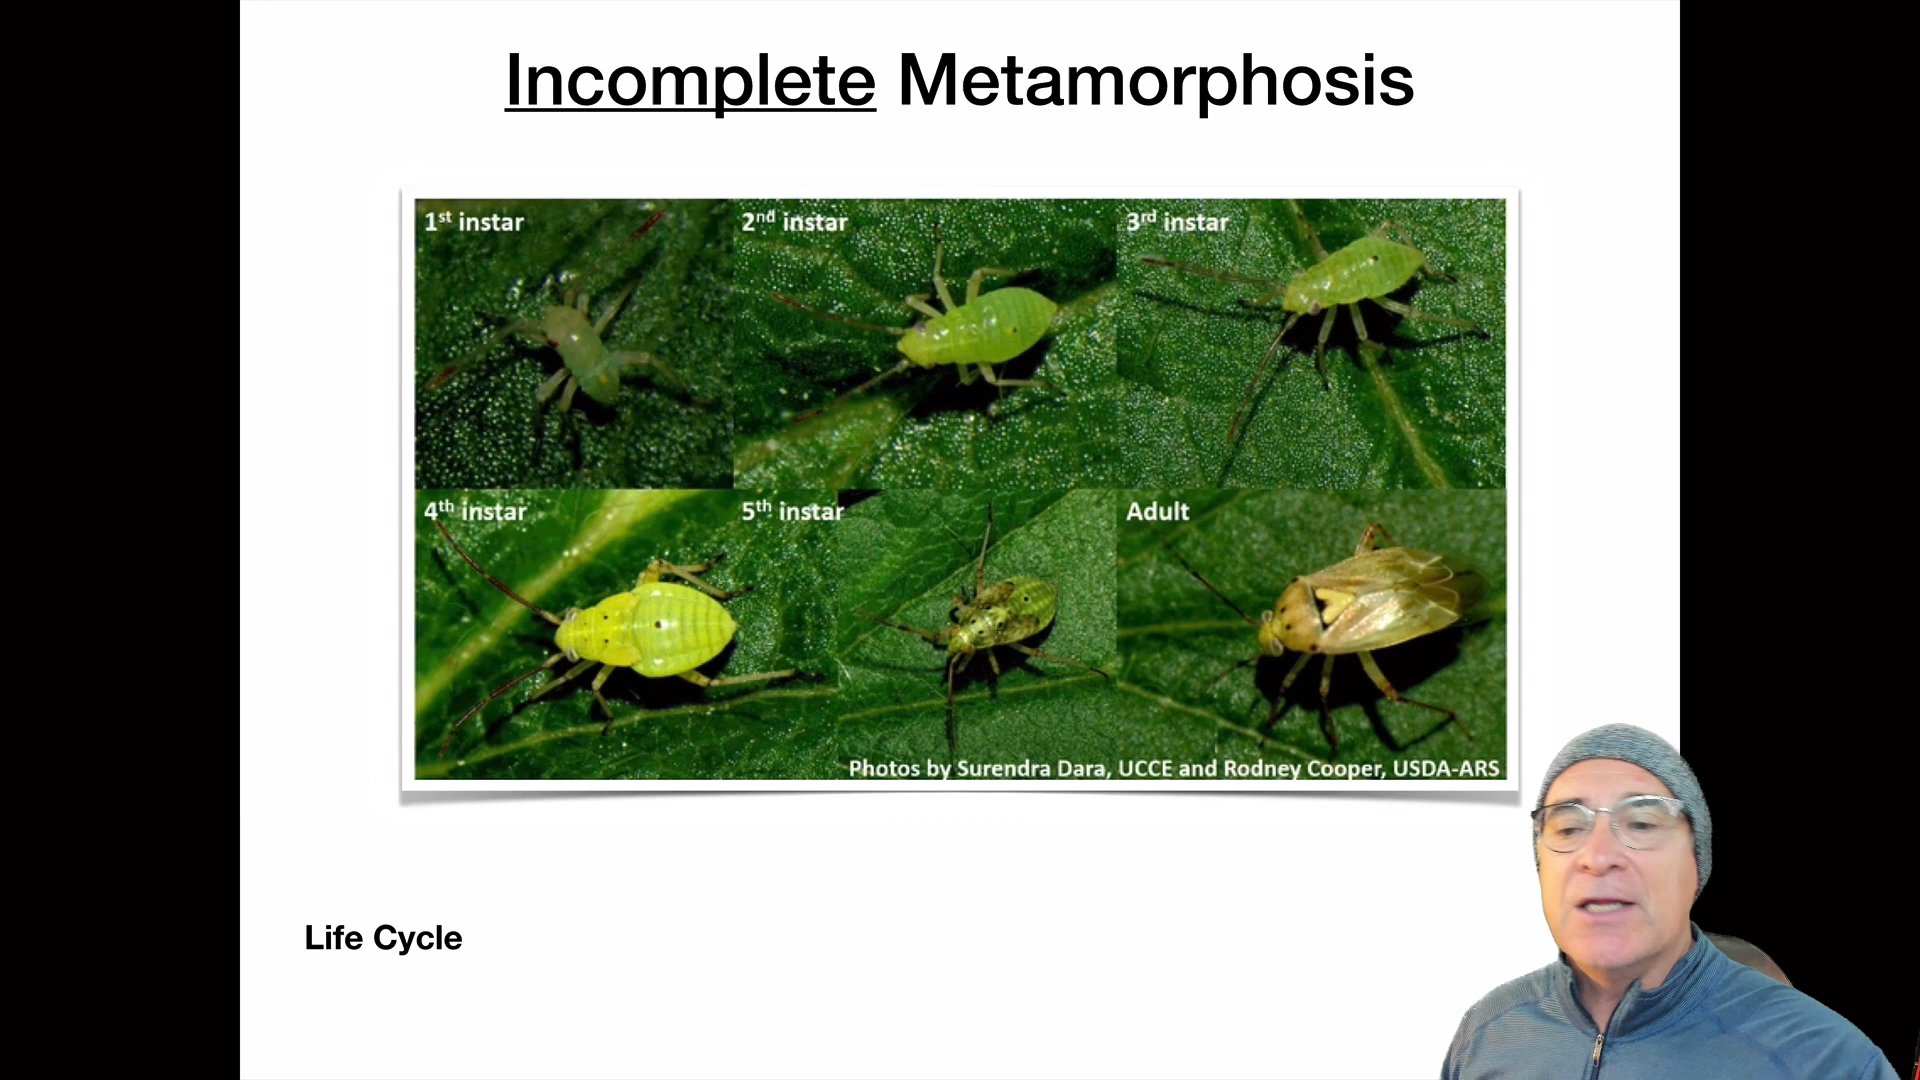 Incomplete Metamorphosis
1st instar
2nd instar
3rd instar
4th instar
5th instar
Adult
Photos by Surendra Dara, UCCE and Rodney Cooper, USDA-ARS
Life Cycle